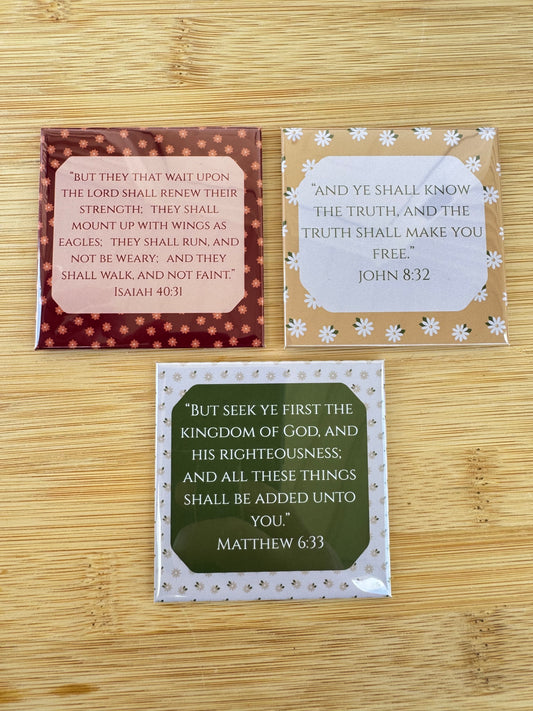 “But they that wait upon
the Lord shall renew their
strength; they shall
mount up with wings as
eagles; they shall run, and
not be weary; and they
shall walk, and not faint.”
Isaiah 40:31
“And ye shall know
the truth, and the
truth shall make you
free.”
John 8:32
“But seek ye first the
kingdom of God, and
his righteousness;
and all these things
shall be added unto
you.”
Matthew 6:33